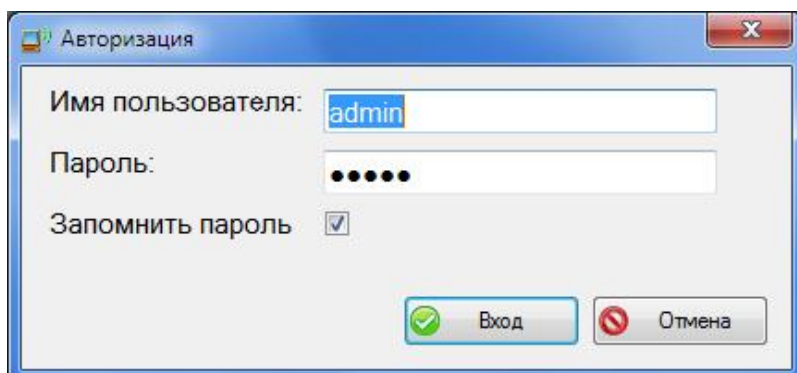 Авторизация
Имя пользователя: admin
Пароль: •••••
Запомнить пароль
Вход Отмена